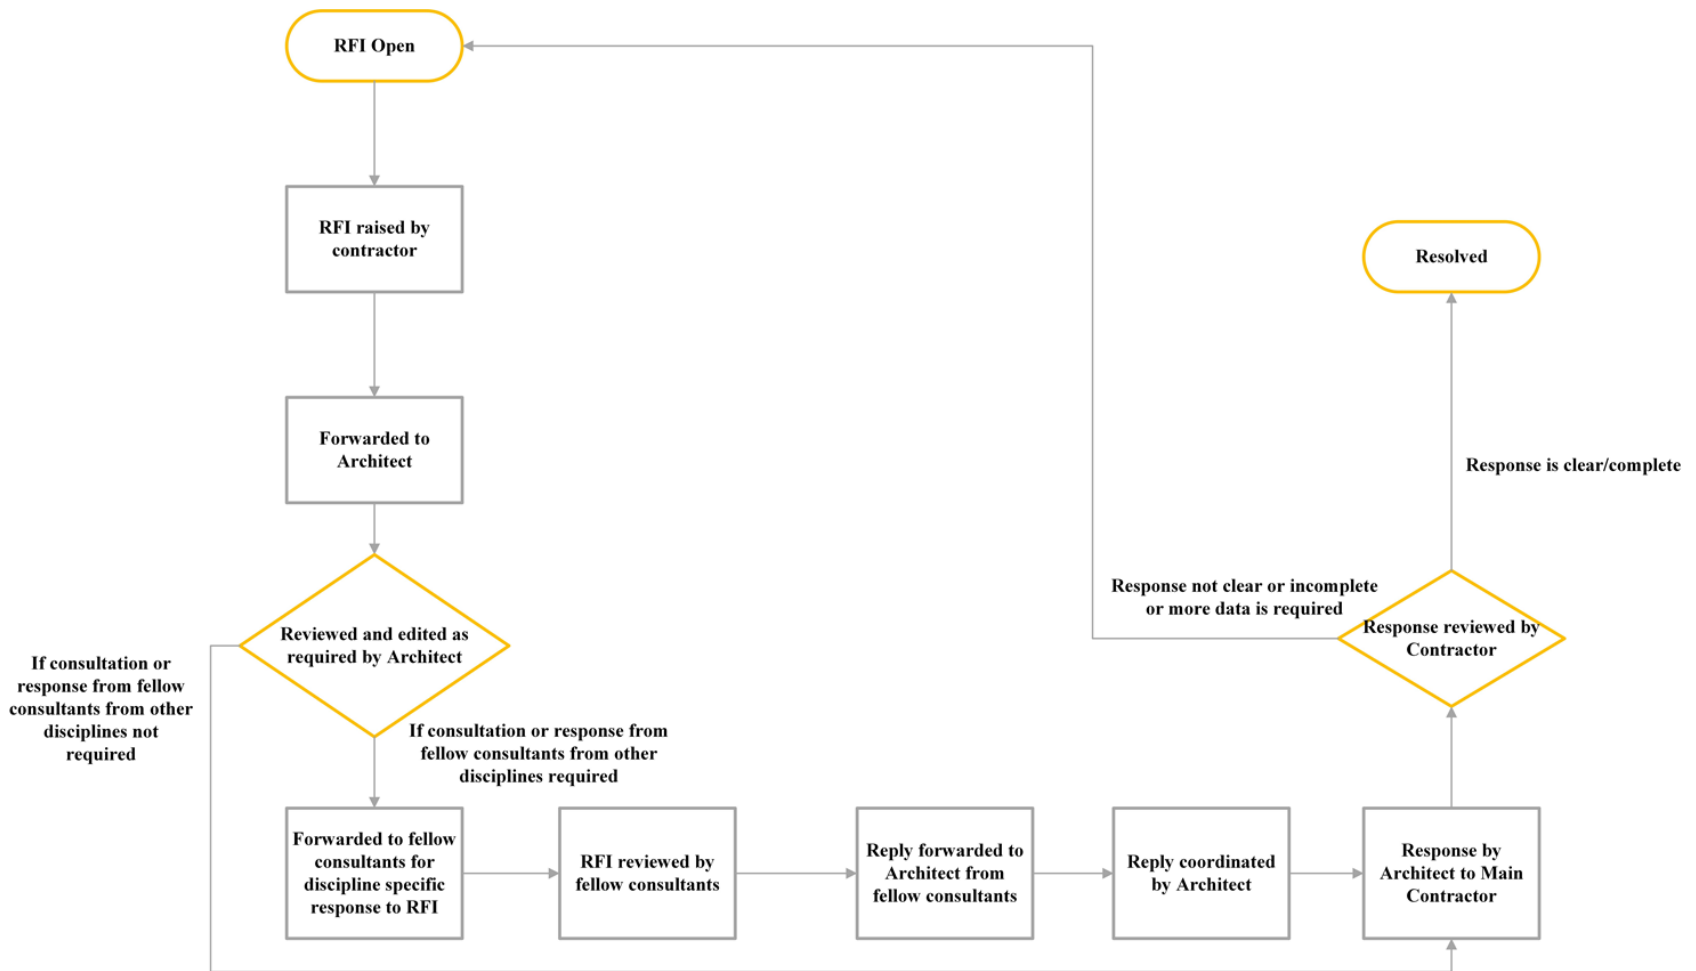 RFI Open
RFI raised by
contractor
Forwarded to
Architect
Reviewed and edited as
required by Architect
If consultation or
response from fellow
consultants from other
disciplines not
required
If consultation or response from
fellow consultants from other
disciplines required
Forwarded to fellow
consultants for
discipline specific
response to RFI
RFI reviewed by
fellow consultants
Reply forwarded to
Architect from
fellow consultants
Reply coordinated
by Architect
Response by
Architect to Main
Contractor
Response reviewed by
Contractor
Response not clear or incomplete
or more data is required
Response is clear/complete
Resolved